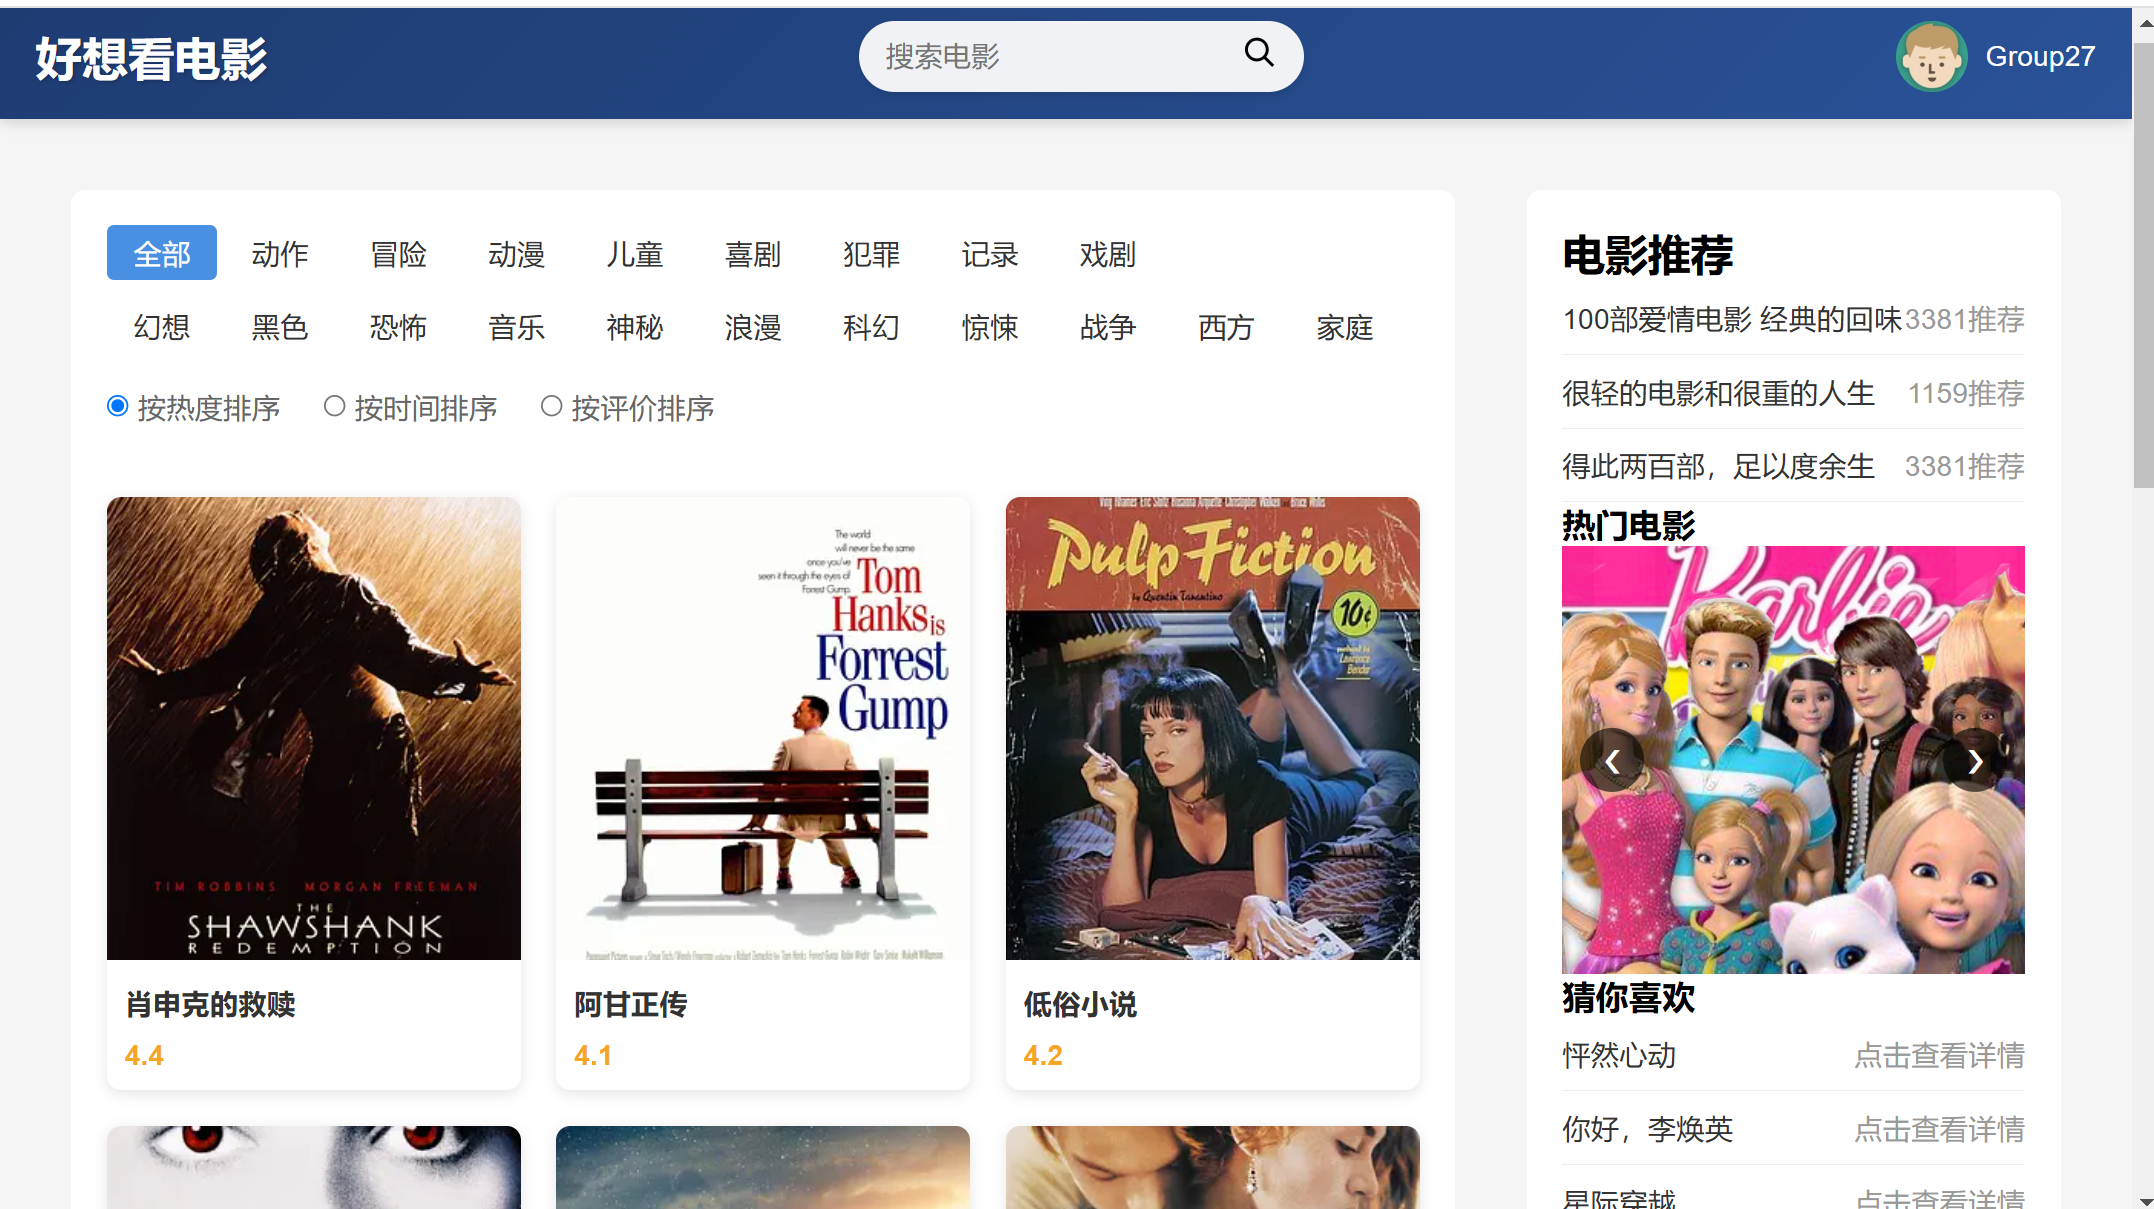 好想看电影
搜索电影
Group27
全部 动作 冒险 动漫 儿童 喜剧 犯罪 记录 戏剧
幻想 黑色 恐怖 音乐 神秘 浪漫 科幻 惊悚 战争 西方 家庭
按热度排序 按时间排序 按评价排序
TIM ROBBINS MORGAN FREEMAN
THE
SHAWSHANK
REDEMPTION
肖申克的救赎
4.4
The world
will never be the same
once you've
seen it through the eyes of
Forrest Gump.
Tom
Hanks is
Forrest
Gump
阿甘正传
4.1
Pulp Fiction
by Quentin Tarantino
10¢
produced by
Lawrence
Bender
低俗小说
4.2
电影推荐
100部爱情电影 经典的回味 3381推荐
很轻的电影和很重的人生 1159推荐
得此两百部，足以度余生 3381推荐
热门电影
Barbie
猜你喜欢
怦然心动 点击查看详情
你好，李焕英 点击查看详情
星际穿越 点击查看详情